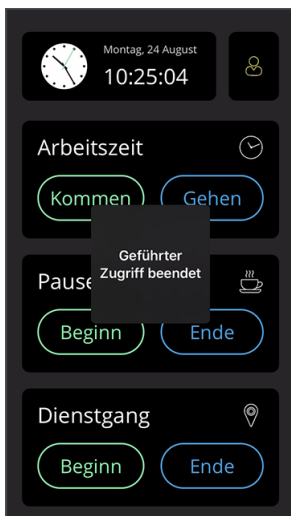 Montag, 24 August
10:25:04
Arbeitszeit
Kommen
Gehen
Geführter
Zugriff beendet
Pause
Beginn
Ende
Dienstgang
Beginn
Ende